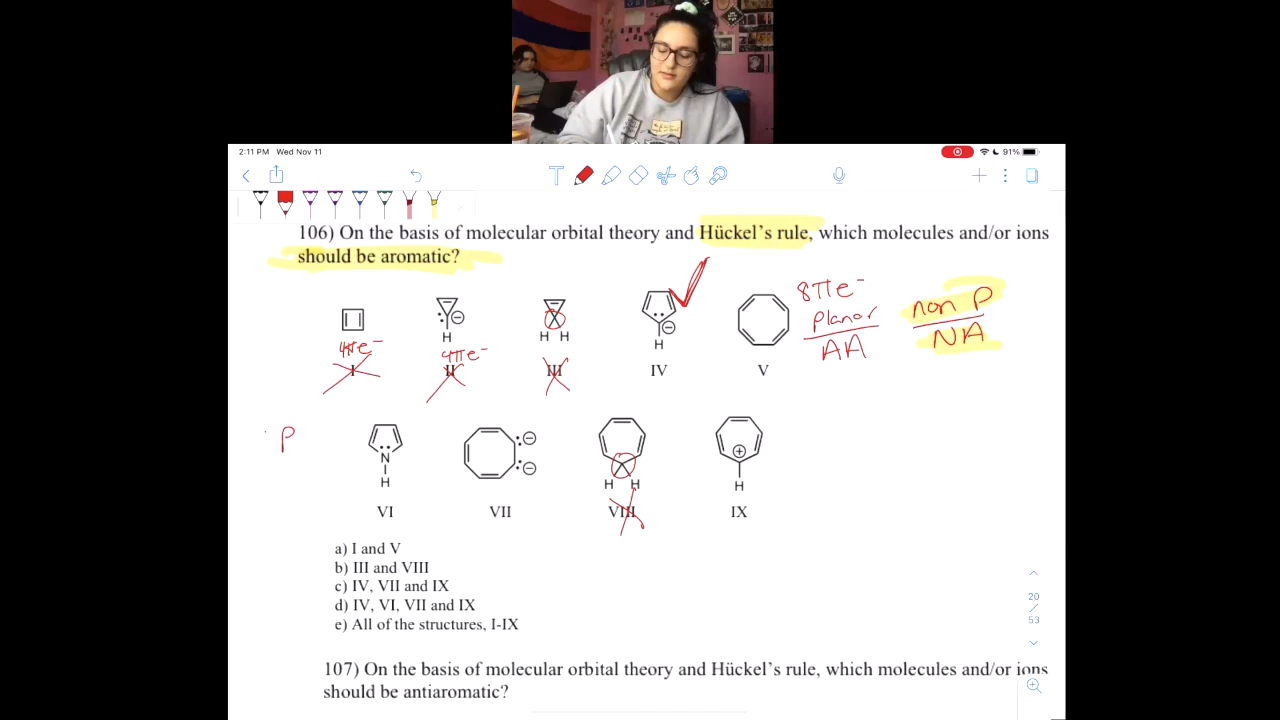 2:11 PM Wed Nov 11
91%
106) On the basis of molecular orbital theory and Hückel's rule, which molecules and/or ions
should be aromatic?
8πe⁻
planar
AA
non P
NA
H
H H
H
4πe⁻
4πe⁻
I
II
III
IV
V
P
N
H
H H
H
VI
VII
VIII
IX
a) I and V
b) III and VIII
c) IV, VII and IX
d) IV, VI, VII and IX
e) All of the structures, I-IX
20
/
53
107) On the basis of molecular orbital theory and Hückel's rule, which molecules and/or ions
should be antiaromatic?